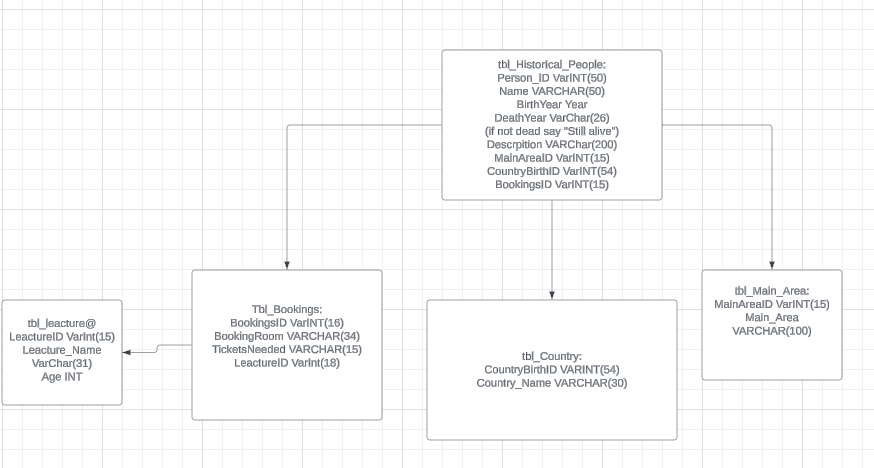 tbl_Historical_People:
Person_ID VarINT(50)
Name VARCHAR(50)
BirthYear Year
DeathYear VarChar(26)
(if not dead say "Still alive")
Descrpition VARChar(200)
MainAreaID VarINT(15)
CountryBirthID VarINT(54)
BookingsID VarINT(15)
tbl_leacture@
LeactureID VarInt(15)
Leacture_Name
VarChar(31)
Age INT
Tbl_Bookings:
BookingsID VarINT(16)
BookingRoom VARCHAR(34)
TicketsNeeded VARCHAR(15)
LeactureID VarInt(18)
tbl_Country:
CountryBirthID VARINT(54)
Country_Name VARCHAR(30)
tbl_Main_Area:
MainAreaID VarINT(15)
Main_Area
VARCHAR(100)